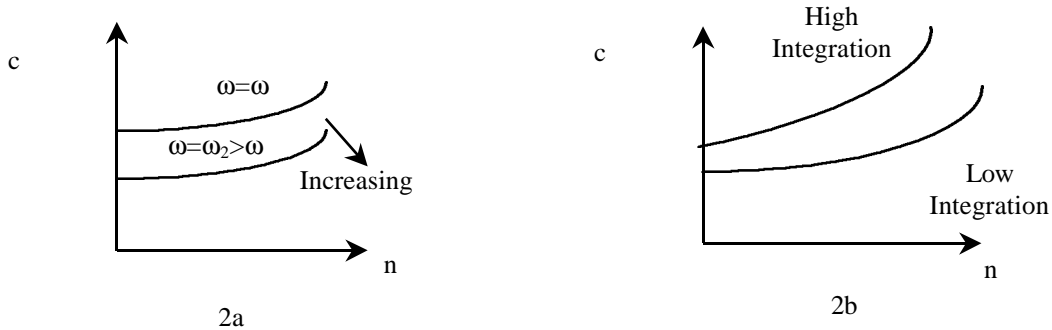 c
ω=ω
ω=ω₂>ω
Increasing
n
2a
High
Integration
c
Low
Integration
n
2b